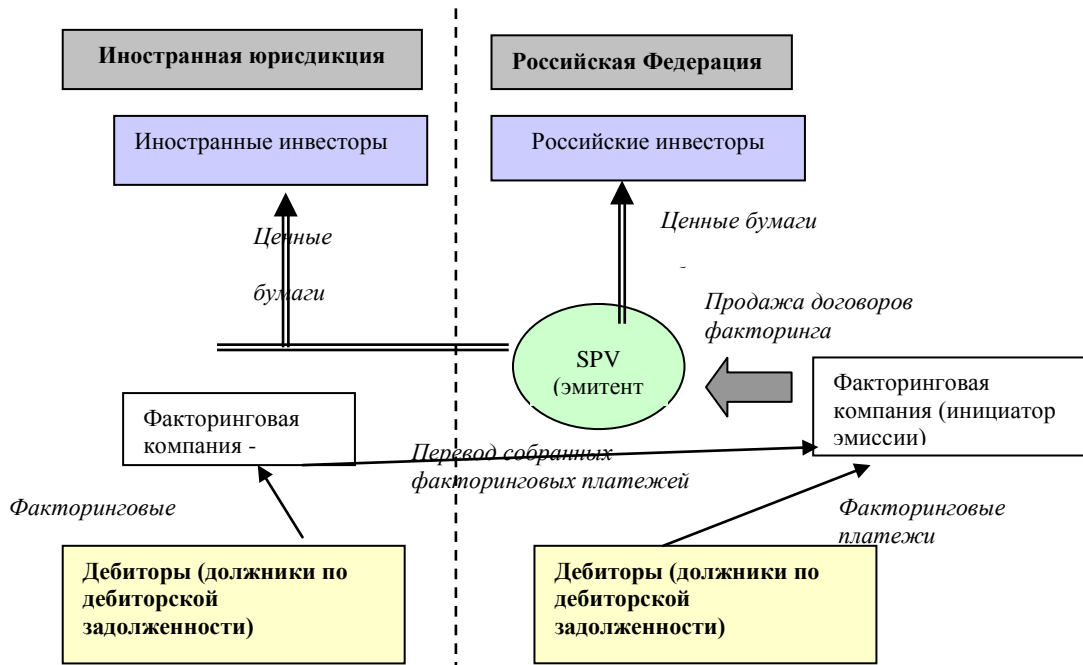 Иностранная юрисдикция
Российская Федерация
Иностранные инвесторы
Российские инвесторы
Ценные
бумаги
Ценные бумаги
Продажа договоров
факторинга
SPV
(эмитент
Факторинговая
компания (инициатор
эмиссии)
Факторинговая
компания -
Перевод собранных
факторинговых платежей
Факторинговые
Факторинговые
платежи
Дебиторы (должники по
дебиторской
задолженности)
Дебиторы (должники по
дебиторской
задолженности)